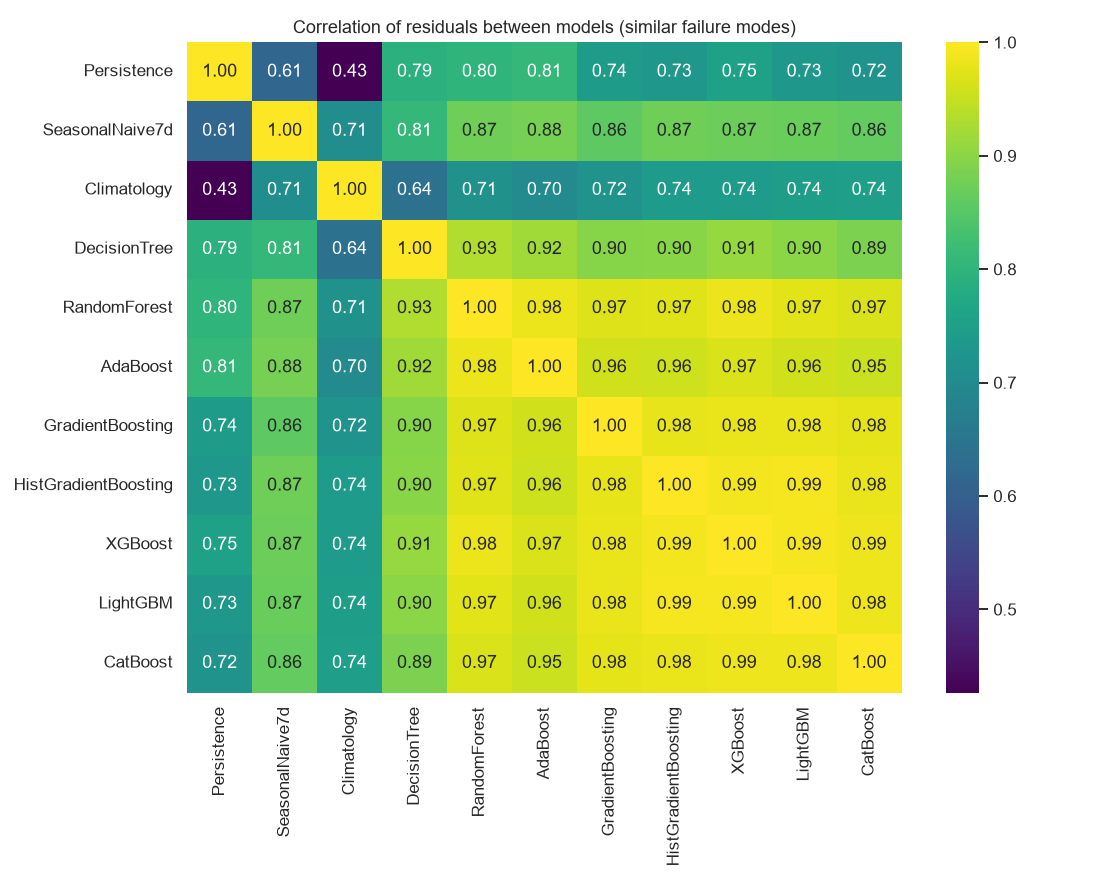 Correlation of residuals between models (similar failure modes)
Persistence 1.00 0.61 0.43 0.79 0.80 0.81 0.74 0.73 0.75 0.73 0.72
SeasonalNaive7d 0.61 1.00 0.71 0.81 0.87 0.88 0.86 0.87 0.87 0.87 0.86
Climatology 0.43 0.71 1.00 0.64 0.71 0.70 0.72 0.74 0.74 0.74 0.74
DecisionTree 0.79 0.81 0.64 1.00 0.93 0.92 0.90 0.90 0.91 0.90 0.89
RandomForest 0.80 0.87 0.71 0.93 1.00 0.98 0.97 0.97 0.98 0.97 0.97
AdaBoost 0.81 0.88 0.70 0.92 0.98 1.00 0.96 0.96 0.97 0.96 0.95
GradientBoosting 0.74 0.86 0.72 0.90 0.97 0.96 1.00 0.98 0.98 0.98 0.98
HistGradientBoosting 0.73 0.87 0.74 0.90 0.97 0.96 0.98 1.00 0.99 0.99 0.98
XGBoost 0.75 0.87 0.74 0.91 0.98 0.97 0.98 0.99 1.00 0.99 0.99
LightGBM 0.73 0.87 0.74 0.90 0.97 0.96 0.98 0.99 0.99 1.00 0.98
CatBoost 0.72 0.86 0.74 0.89 0.97 0.95 0.98 0.98 0.99 0.98 1.00
Persistence
SeasonalNaive7d
Climatology
DecisionTree
RandomForest
AdaBoost
GradientBoosting
HistGradientBoosting
XGBoost
LightGBM
CatBoost
1.0
0.9
0.8
0.7
0.6
0.5